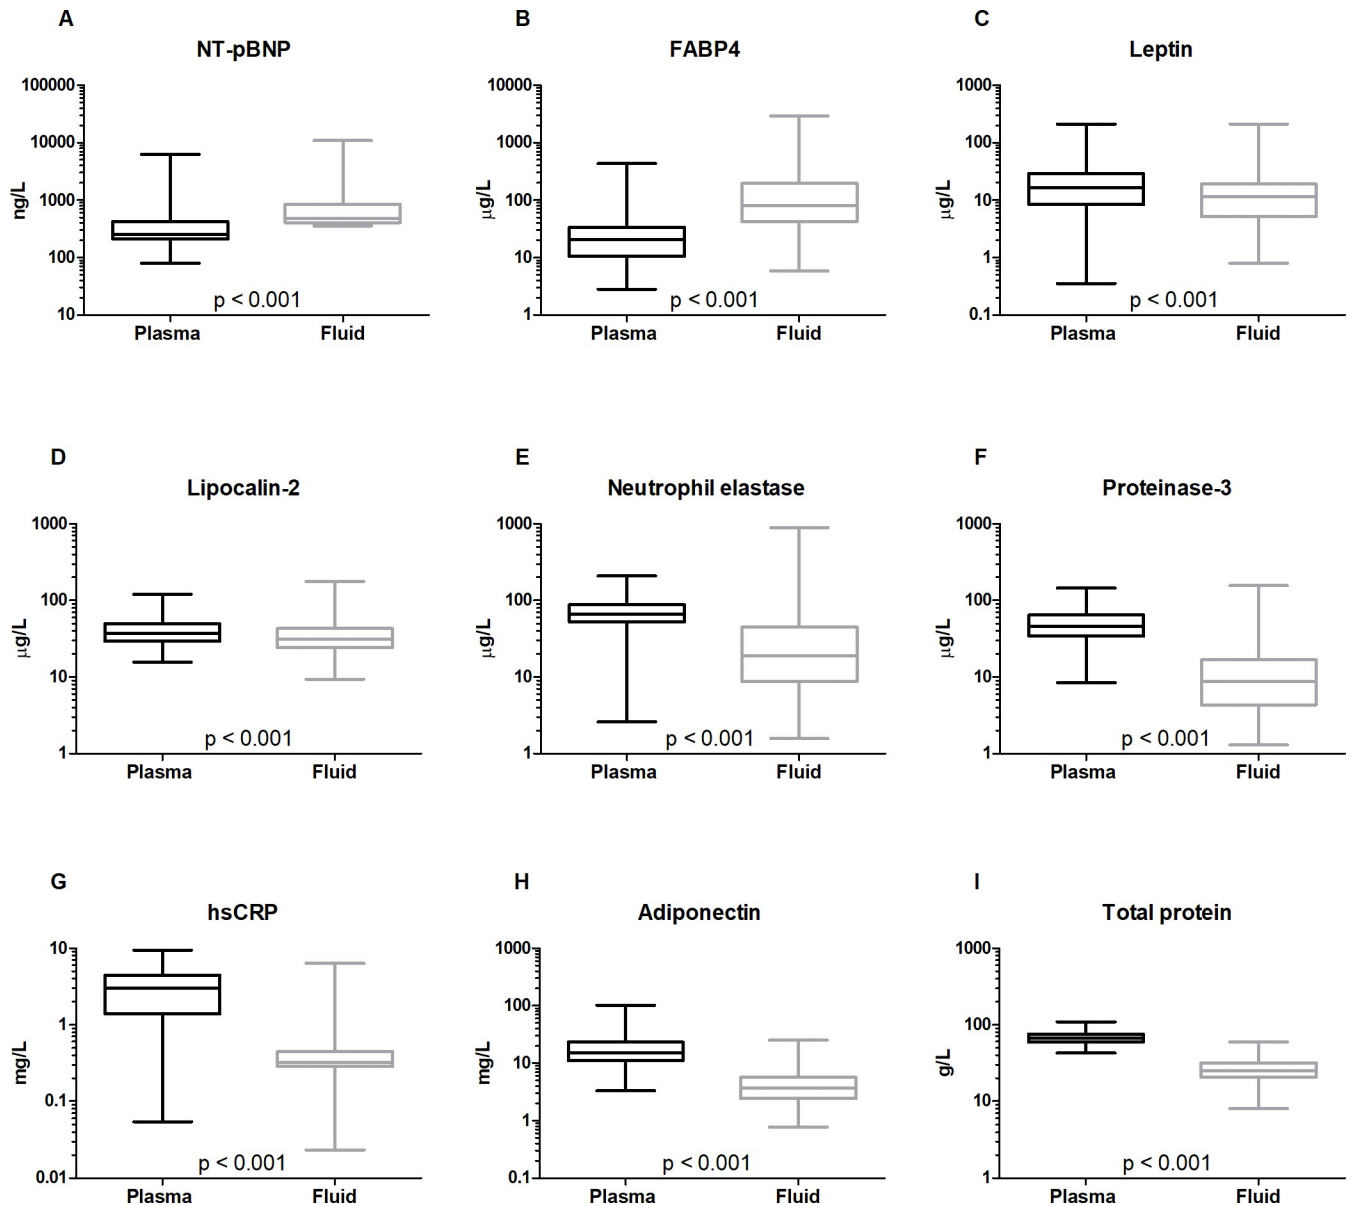 A
NT-pBNP
100000
10000
1000
100
10
ng/L
p < 0.001
Plasma
Fluid
B
FABP4
10000
1000
100
10
1
µg/L
p < 0.001
Plasma
Fluid
C
Leptin
1000
100
10
1
0.1
µg/L
p < 0.001
Plasma
Fluid
D
Lipocalin-2
1000
100
10
1
µg/L
p < 0.001
Plasma
Fluid
E
Neutrophil elastase
1000
100
10
1
µg/L
p < 0.001
Plasma
Fluid
F
Proteinase-3
1000
100
10
1
µg/L
p < 0.001
Plasma
Fluid
G
hsCRP
10
1
0.1
0.01
mg/L
p < 0.001
Plasma
Fluid
H
Adiponectin
1000
100
10
1
0.1
mg/L
p < 0.001
Plasma
Fluid
I
Total protein
1000
100
10
1
g/L
p < 0.001
Plasma
Fluid